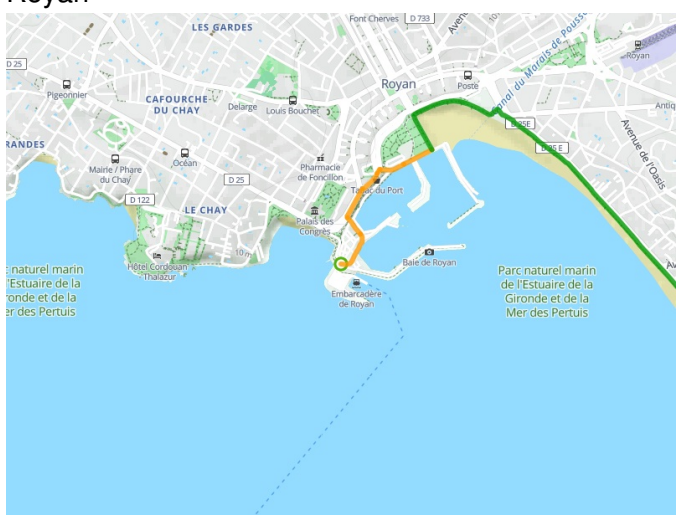 Royan
LES GARDES
Font Cherves
D 733
D 25
Royan
Pigeonnier
Royan
Poste
Canal du Marais de Pousse
CAFOURCHE-
DU CHAY
Delarge
Louis Bouchet
Antiq
D 25E
RANDES
Mairie / Phare
du Chay
Océan
Pharmacie
de Foncillon
D 25 E
Avenue de l'Oasis
D 25
Tabac du Port
D 122
LE CHAY
Palais des
Congrès
10m
10m
Hôtel Cordouan
Thalazur
Baie de Royan
c naturel marin
l'Estuaire de la
ronde et de la
er des Pertuis
Parc naturel marin
de l'Estuaire de la
Gironde et de la
Mer des Pertuis
Embarcadère
de Royan